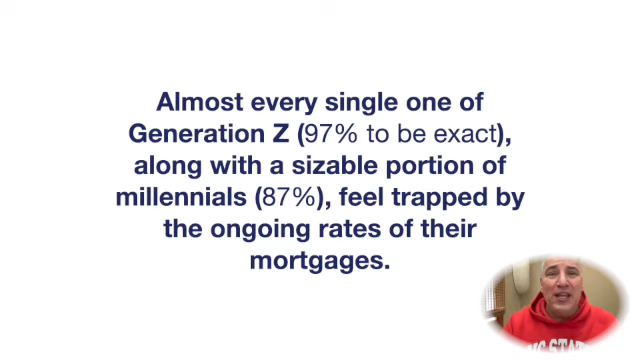 Almost every single one of
Generation Z (97% to be exact),
along with a sizable portion of
millennials (87%), feel trapped by
the ongoing rates of their
mortgages.